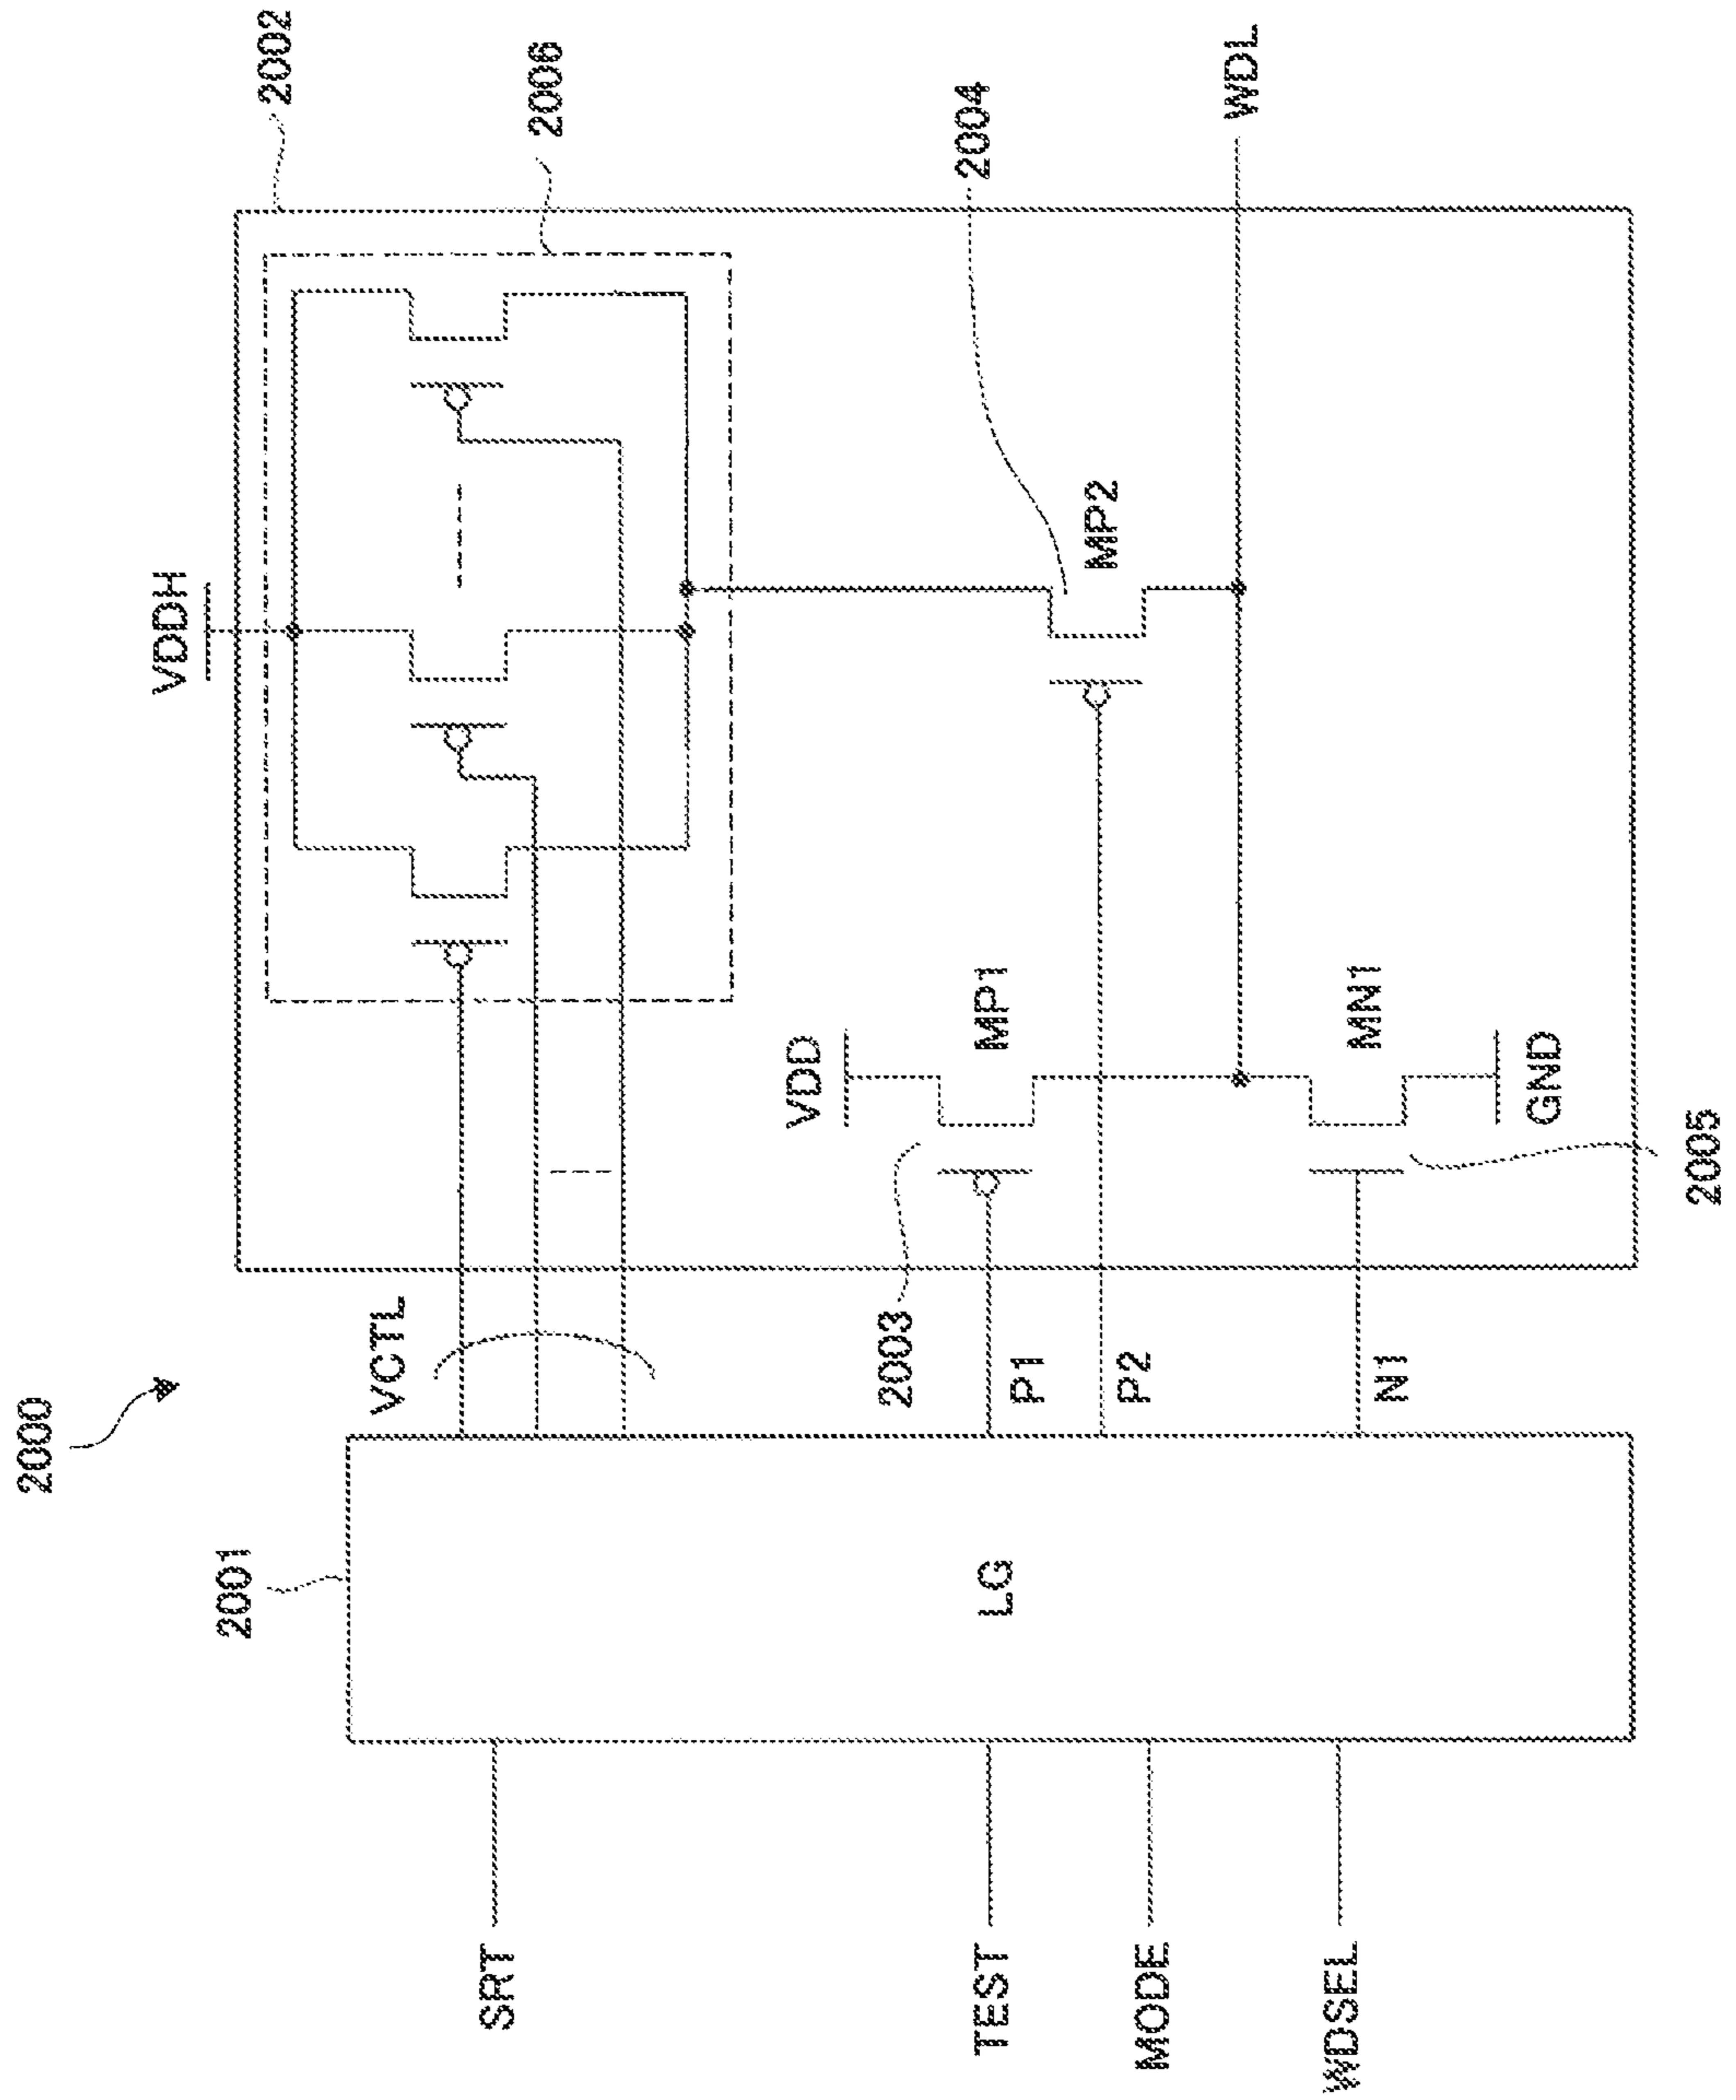 2000
2001
2002
VDDH
2006
VCTL
SRT
2003
VDD
MP1
2004
MP2
LG
P1
P2
TEST
MODE
WDSEL
N1
MN1
WDL
GND
2005